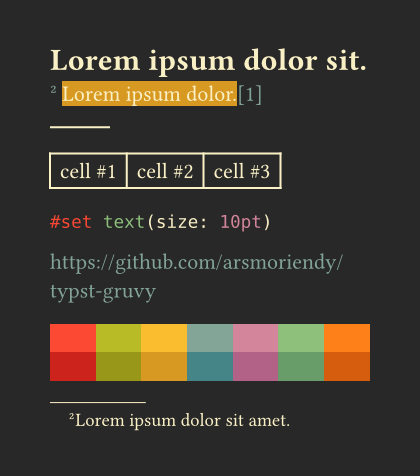 Lorem ipsum dolor sit.
² Lorem ipsum dolor.[1]
cell #1 cell #2 cell #3
#set text(size: 10pt)
https://github.com/arsmoriendy/
typst-gruvy
²Lorem ipsum dolor sit amet.